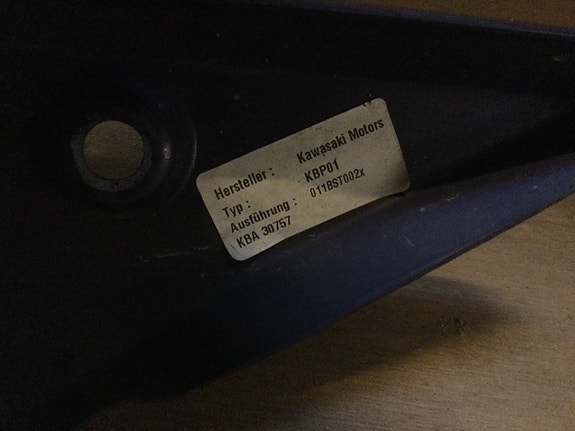 Hersteller : Kawasaki Motors
Typ : KBP01
Ausführung : 011BST002x
KBA 30757